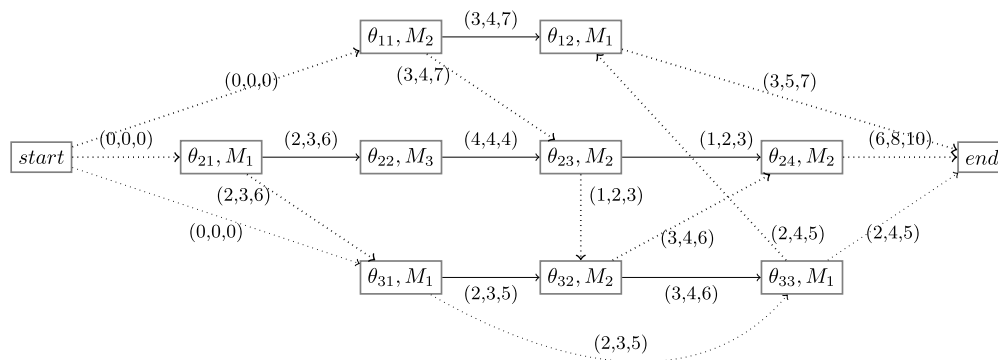 (3,4,7)
θ₁₁, M₂
θ₁₂, M₁
(0,0,0)
(3,4,7)
(3,5,7)
(0,0,0)
(2,3,6)
(4,4,4)
(1,2,3)
(6,8,10)
start
θ₂₁, M₁
θ₂₂, M₃
θ₂₃, M₂
θ₂₄, M₂
end
(2,3,6)
(1,2,3)
(0,0,0)
(3,4,6)
(2,4,5)
(2,4,5)
θ₃₁, M₁
θ₃₂, M₂
θ₃₃, M₁
(2,3,5)
(3,4,6)
(2,3,5)